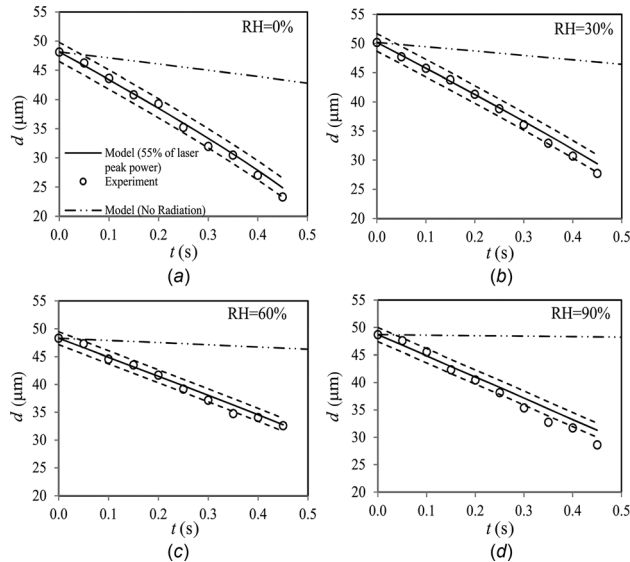 55
50
45
40
35
30
25
20
d (µm)
RH=0%
Model (55% of laser
peak power)
Experiment
Model (No Radiation)
0.0 0.1 0.2 0.3 0.4 0.5
t (s)
(a)
55
50
45
40
35
30
25
20
d (µm)
RH=30%
0.0 0.1 0.2 0.3 0.4 0.5
t (s)
(b)
55
50
45
40
35
30
25
20
d (µm)
RH=60%
0.0 0.1 0.2 0.3 0.4 0.5
t (s)
(c)
55
50
45
40
35
30
25
20
d (µm)
RH=90%
0.0 0.1 0.2 0.3 0.4 0.5
t (s)
(d)